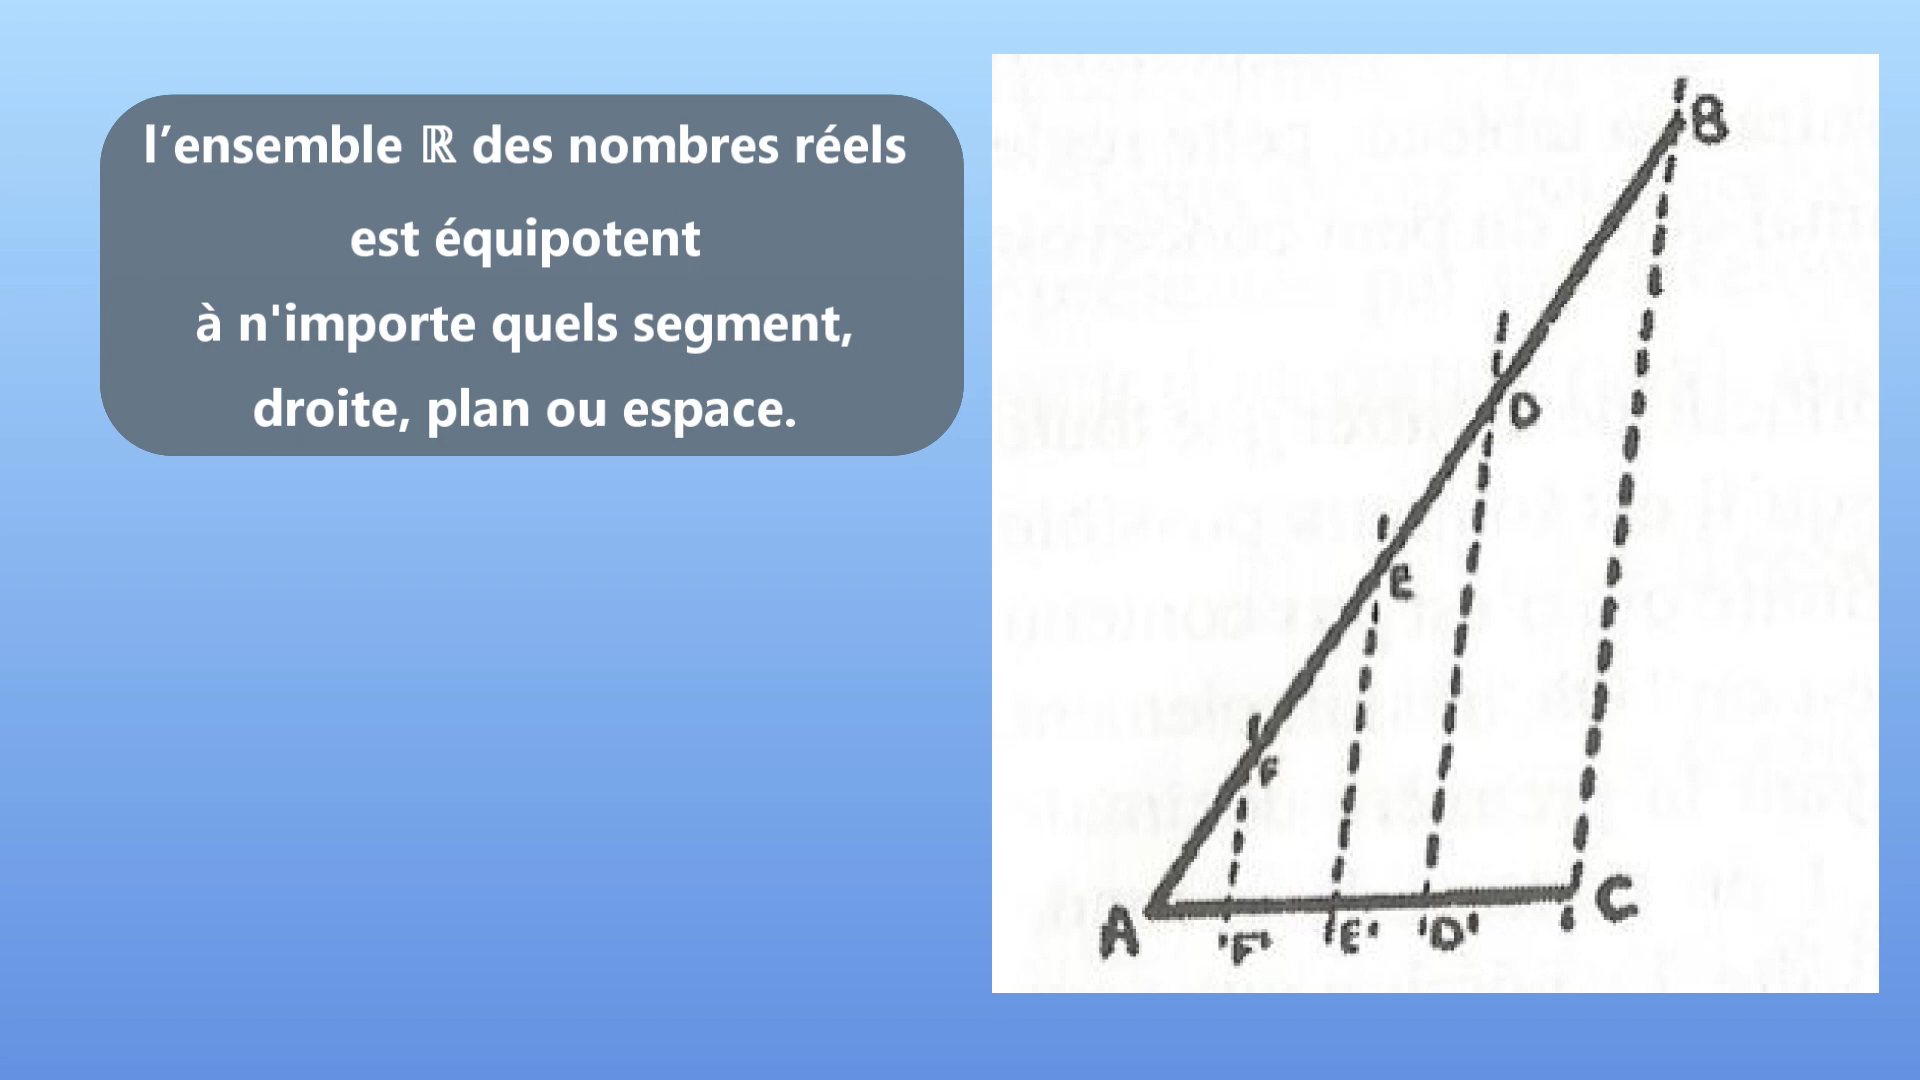 l’ensemble ℝ des nombres réels
est équipotent
à n'importe quels segment,
droite, plan ou espace.
B
D
E
F
A
F'
E'
D'
C